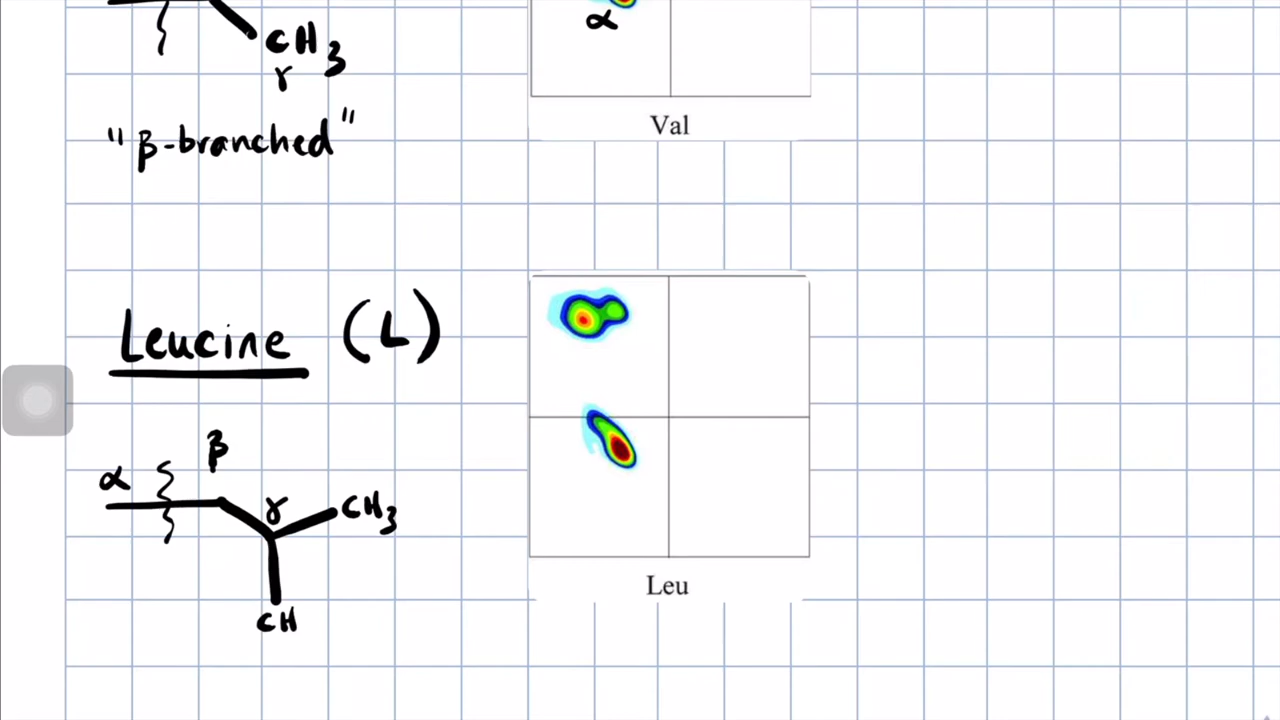 CH3
γ
α
Val
"β-branched"
Leucine (L)
β
α
γ
CH3
CH
Leu